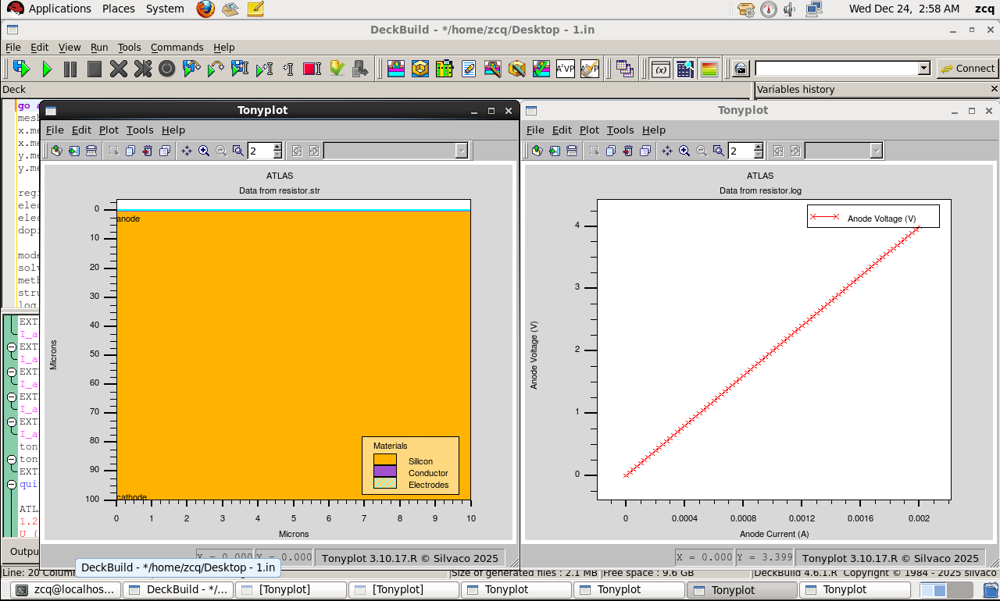 Applications Places System
Wed Dec 24, 2:58 AM zcq
DeckBuild - */home/zcq/Desktop - 1.in
File Edit View Run Tools Commands Help
Connect
Deck
Variables history
go
mes
x.me
x.me
y.me
y.me
regi
elec
elec
dopi
mode
solv
meth
stru
log
EXT
I_a
EXT
I_a
EXT
I_a
EXT
I_a
EXT
I_a
ton
ton
EXT
qui
ATL
1.2
U (
Tonyplot
File Edit Plot Tools Help
2
ATLAS
Data from resistor.str
anode
cathode
0
10
20
30
40
50
60
70
80
90
100
Microns
0 1 2 3 4 5 6 7 8 9 10
Microns
Materials
Silicon
Conductor
Electrodes
X = 0.000 Y = 0.000 Tonyplot 3.10.17.R © Silvaco 2025
Tonyplot
File Edit Plot Tools Help
2
ATLAS
Data from resistor.log
Anode Voltage (V)
4
3
2
1
0
Anode Voltage (V)
0 0.0004 0.0008 0.0012 0.0016 0.002
Anode Current (A)
X = 0.000 Y = 3.399 Tonyplot 3.10.17.R © Silvaco 2025
Outpu
DeckBuild - */home/zcq/Desktop - 1.in
Line: 20 Colum
Size of generated files : 2.1 MB Free space : 9.6 GB DeckBuild 4.6.1.R Copyright © 1984 - 2025 silvaco
zcq@localhos... DeckBuild - */... [Tonyplot] [Tonyplot] Tonyplot Tonyplot Tonyplot Tonyplot